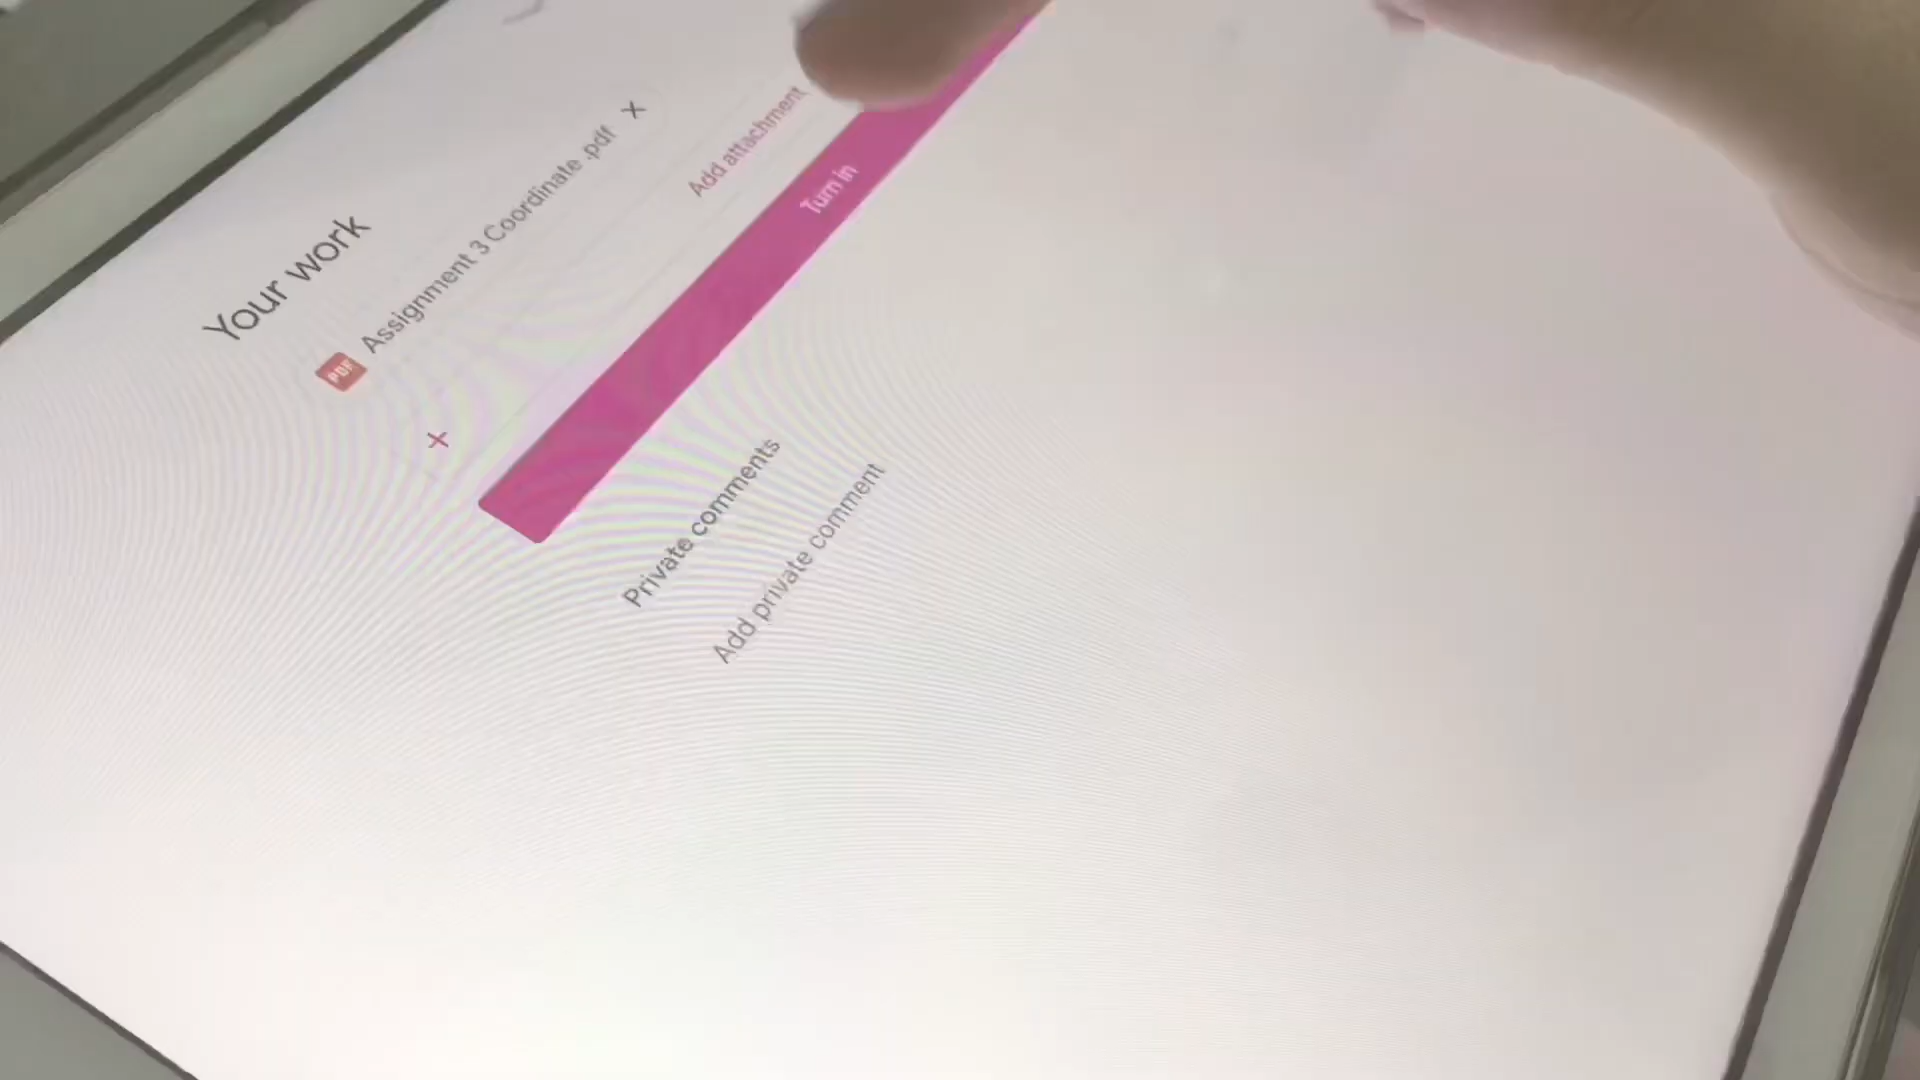 Your work
PDF Assignment 3 Coordinate .pdf X
+ Add attachment
Turn in
Private comments
Add private comment